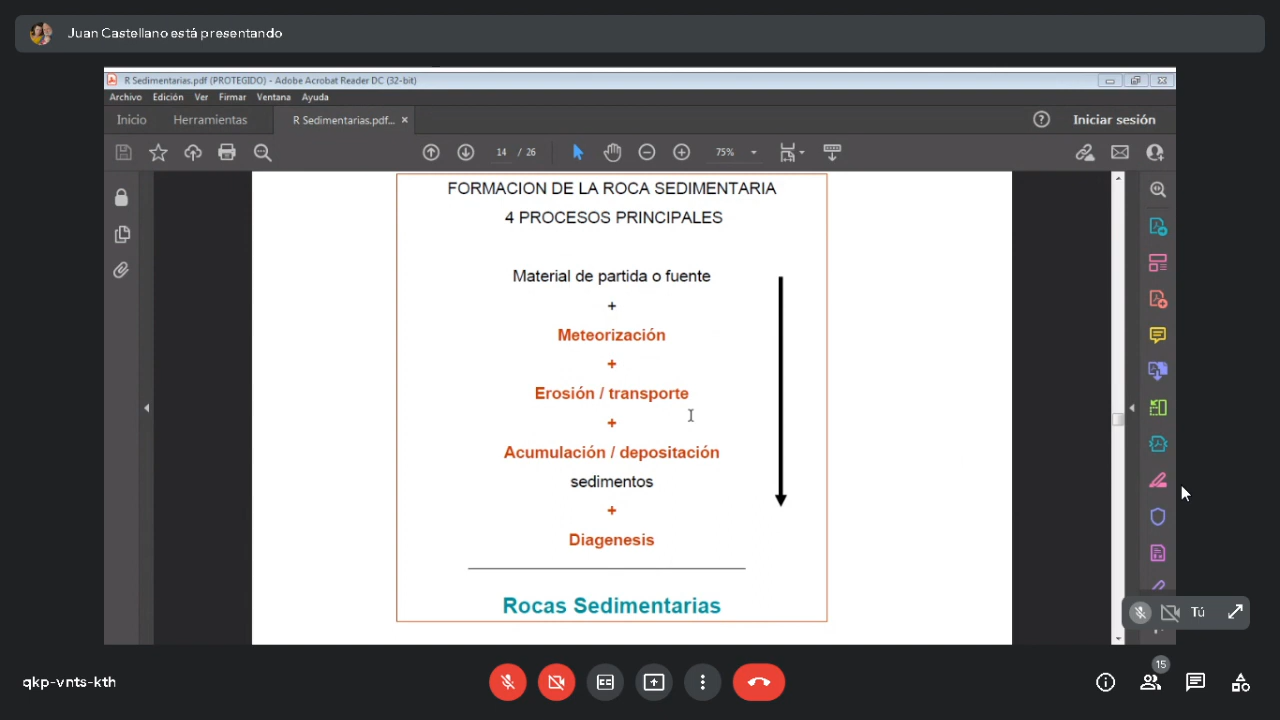 Juan Castellano está presentando
R Sedimentarias.pdf (PROTEGIDO) - Adobe Acrobat Reader DC (32-bit)
Archivo Edición Ver Firmar Ventana Ayuda
Inicio Herramientas R Sedimentarias.pdf... × Iniciar sesión
14 / 26 75%
FORMACION DE LA ROCA SEDIMENTARIA
4 PROCESOS PRINCIPALES
Material de partida o fuente
+
Meteorización
+
Erosión / transporte
+
Acumulación / depositación
sedimentos
+
Diagenesis
Rocas Sedimentarias
Tú
qkp-vnts-kth
15